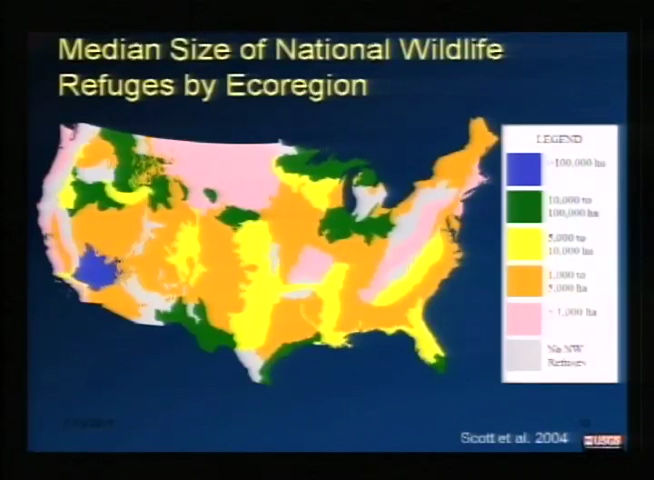 Median Size of National Wildlife
Refuges by Ecoregion
LEGEND
>100,000 ha
10,000 to
100,000 ha
5,000 to
10,000 ha
1,000 to
5,000 ha
< 1,000 ha
No NW
Refuges
Scott et al. 2004
USGS